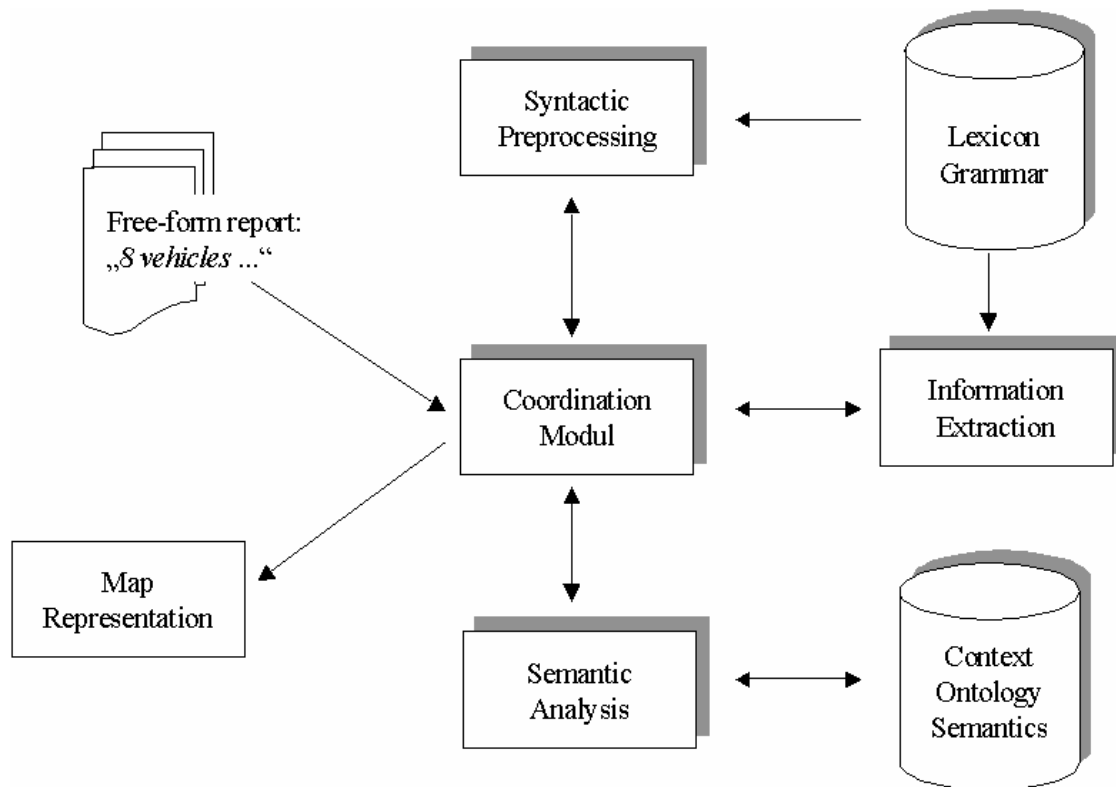 Syntactic
Preprocessing
Lexicon
Grammar
Free-form report:
„8 vehicles ...“
Coordination
Modul
Information
Extraction
Map
Representation
Semantic
Analysis
Context
Ontology
Semantics